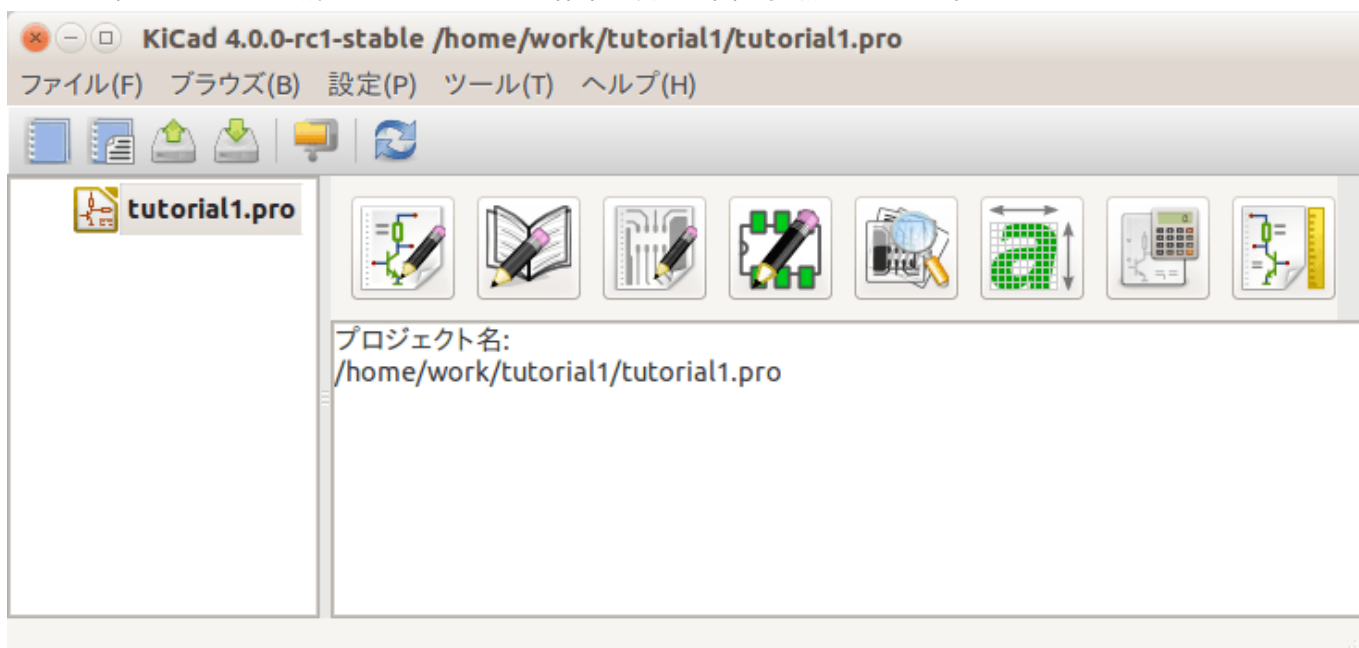 KiCad 4.0.0-rc1-stable /home/work/tutorial1/tutorial1.pro
ファイル(F) ブラウズ(B) 設定(P) ツール(T) ヘルプ(H)
tutorial1.pro
プロジェクト名:
/home/work/tutorial1/tutorial1.pro